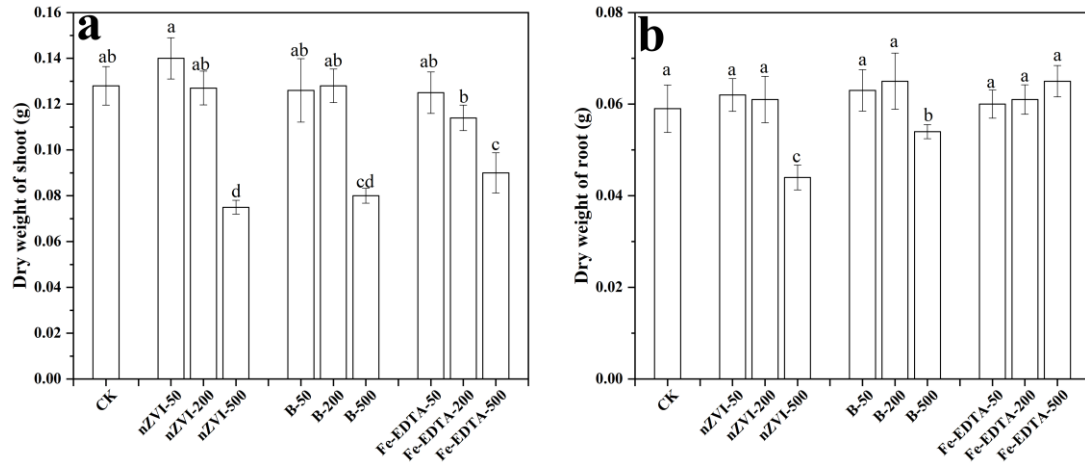 a
Dry weight of shoot (g)
0.16
0.14
0.12
0.10
0.08
0.06
0.04
0.02
0.00
ab
a
ab
d
ab
ab
cd
ab
b
c
CK
nZVI-50
nZVI-200
nZVI-500
B-50
B-200
B-500
Fe-EDTA-50
Fe-EDTA-200
Fe-EDTA-500
b
Dry weight of root (g)
0.08
0.06
0.04
0.02
0.00
a
a
a
c
a
a
b
a
a
a
CK
nZVI-50
nZVI-200
nZVI-500
B-50
B-200
B-500
Fe-EDTA-50
Fe-EDTA-200
Fe-EDTA-500